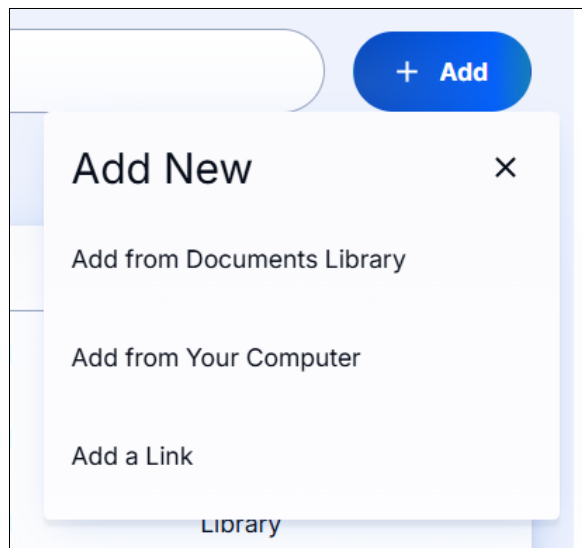 + Add
Add New
Add from Documents Library
Add from Your Computer
Add a Link
Library